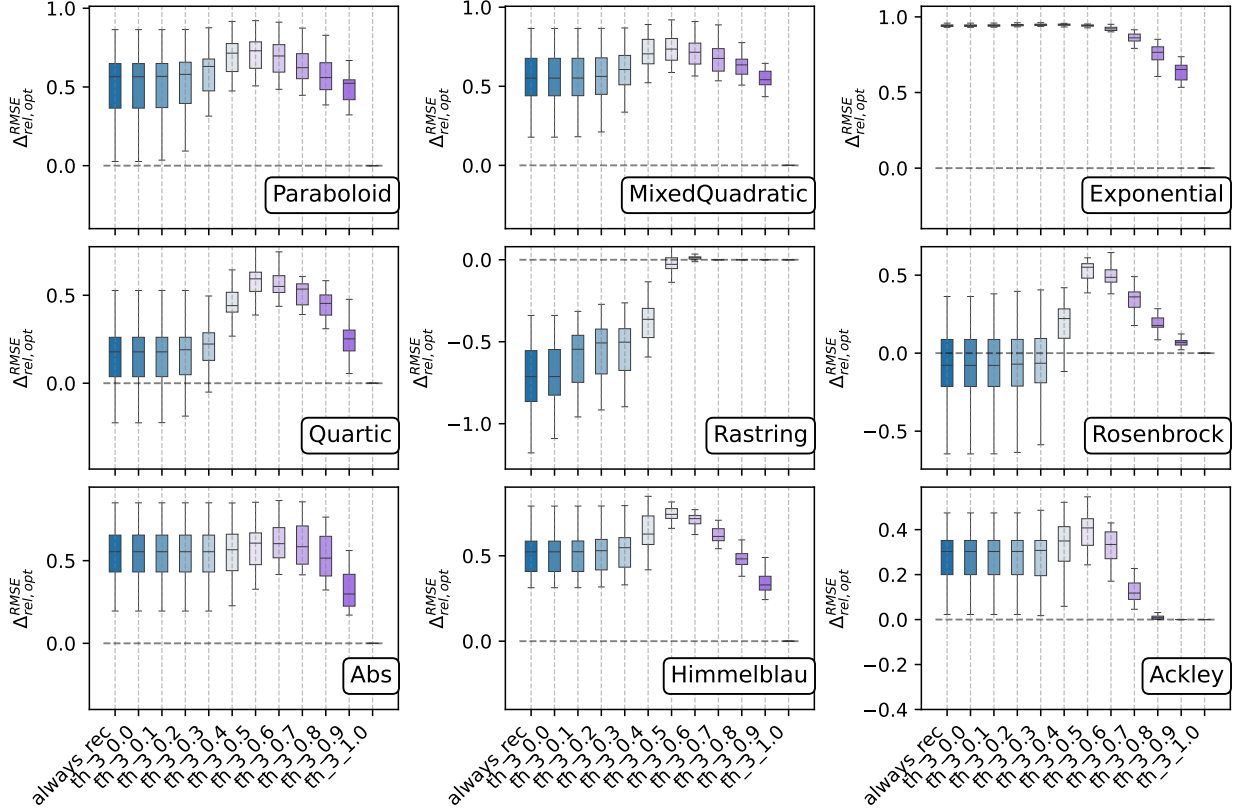 1.0
0.5
0.0
Δ^{RMSE}_{rel, opt}
Paraboloid
1.0
0.5
0.0
Δ^{RMSE}_{rel, opt}
MixedQuadratic
1.0
0.5
0.0
Δ^{RMSE}_{rel, opt}
Exponential
0.5
0.0
Δ^{RMSE}_{rel, opt}
Quartic
0.0
−0.5
−1.0
Δ^{RMSE}_{rel, opt}
Rastring
0.5
0.0
−0.5
Δ^{RMSE}_{rel, opt}
Rosenbrock
0.5
0.0
Δ^{RMSE}_{rel, opt}
Abs
0.5
0.0
Δ^{RMSE}_{rel, opt}
Himmelblau
0.4
0.2
0.0
−0.2
−0.4
Δ^{RMSE}_{rel, opt}
Ackley
always_rec
th_3_0.0
th_3_0.1
th_3_0.2
th_3_0.3
th_3_0.4
th_3_0.5
th_3_0.6
th_3_0.7
th_3_0.8
th_3_0.9
th_3_1.0
always_rec
th_3_0.0
th_3_0.1
th_3_0.2
th_3_0.3
th_3_0.4
th_3_0.5
th_3_0.6
th_3_0.7
th_3_0.8
th_3_0.9
th_3_1.0
always_rec
th_3_0.0
th_3_0.1
th_3_0.2
th_3_0.3
th_3_0.4
th_3_0.5
th_3_0.6
th_3_0.7
th_3_0.8
th_3_0.9
th_3_1.0